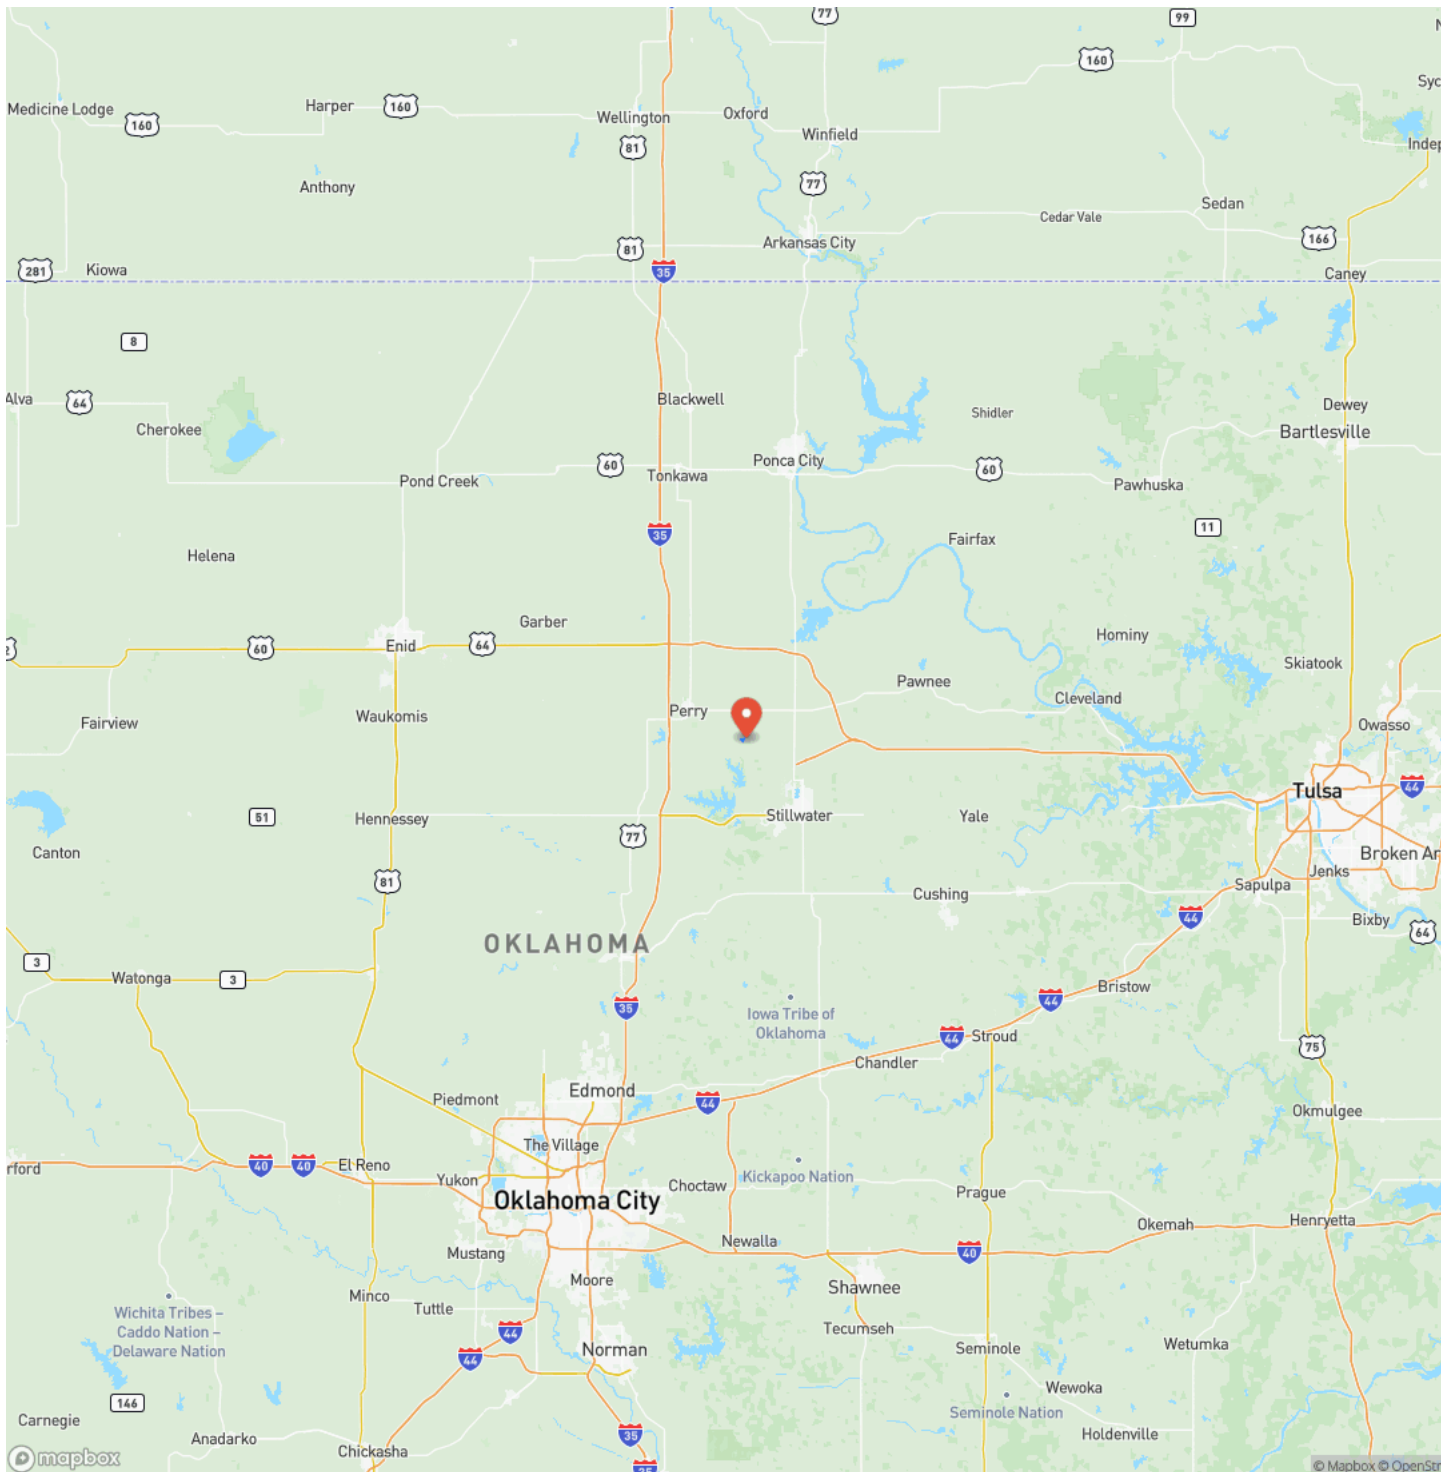 77
99
160
Syc
Medicine Lodge
Harper
160
160
Wellington
Oxford
Winfield
81
Indep
77
Anthony
Sedan
Cedar Vale
166
Arkansas City
81
281
Kiowa
35
Caney
8
Alva
64
Blackwell
Shidler
Dewey
Cherokee
Bartlesville
60
Ponca City
60
Pond Creek
Tonkawa
Pawhuska
11
35
Fairfax
Helena
Garber
Hominy
2
60
Enid
64
Skiatook
Pawnee
Cleveland
Perry
Fairview
Waukomis
Owasso
Tulsa
44
51
Hennessey
77
Stillwater
Yale
Canton
Broken Ar
81
Jenks
Sapulpa
Cushing
44
Bixby
64
OKLAHOMA
3
Watonga
3
Bristow
44
35
Iowa Tribe of
Oklahoma
44
Stroud
75
Chandler
Edmond
Piedmont
44
Okmulgee
The Village
40
40
El Reno
rford
Yukon
Choctaw
Kickapoo Nation
Prague
Oklahoma City
Okemah
Henryetta
Mustang
Newalla
40
Moore
Shawnee
Minco
Tuttle
Wichita Tribes –
Caddo Nation –
Delaware Nation
44
Tecumseh
Norman
Seminole
Wetumka
44
Wewoka
146
Seminole Nation
Carnegie
Anadarko
Chickasha
35
Holdenville
mapbox
35
© Mapbox © OpenStr